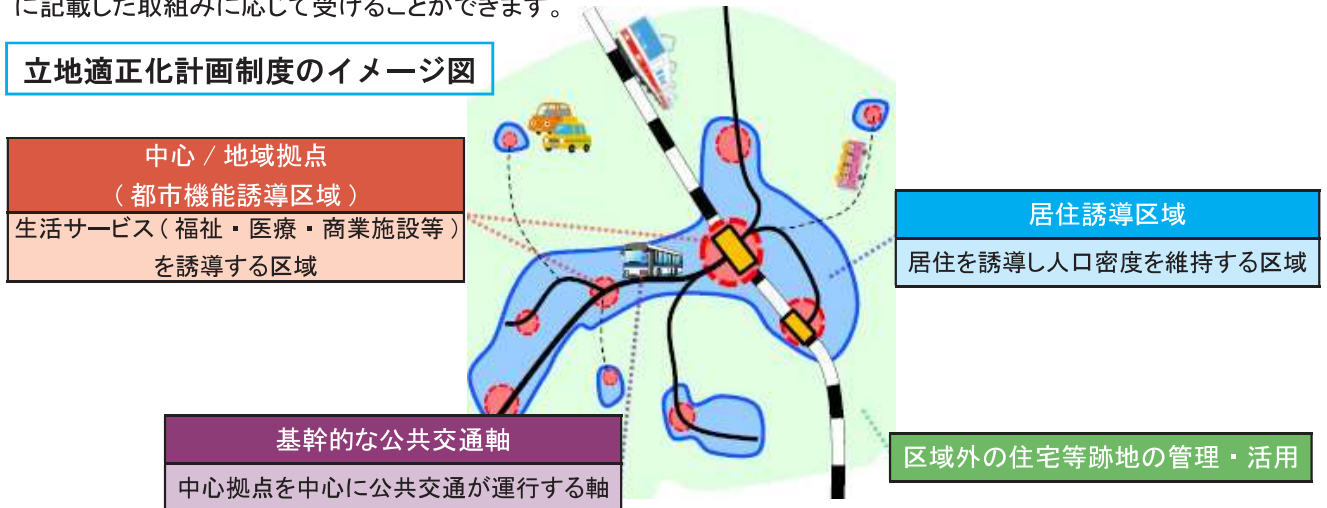 に記載した取組みに応じて受けることができます。
立地適正化計画制度のイメージ図
中心 / 地域拠点
( 都市機能誘導区域 )
生活サービス( 福祉・医療・商業施設等 )
を誘導する区域
居住誘導区域
居住を誘導し人口密度を維持する区域
基幹的な公共交通軸
中心拠点を中心に公共交通が運行する軸
区域外の住宅等跡地の管理・活用